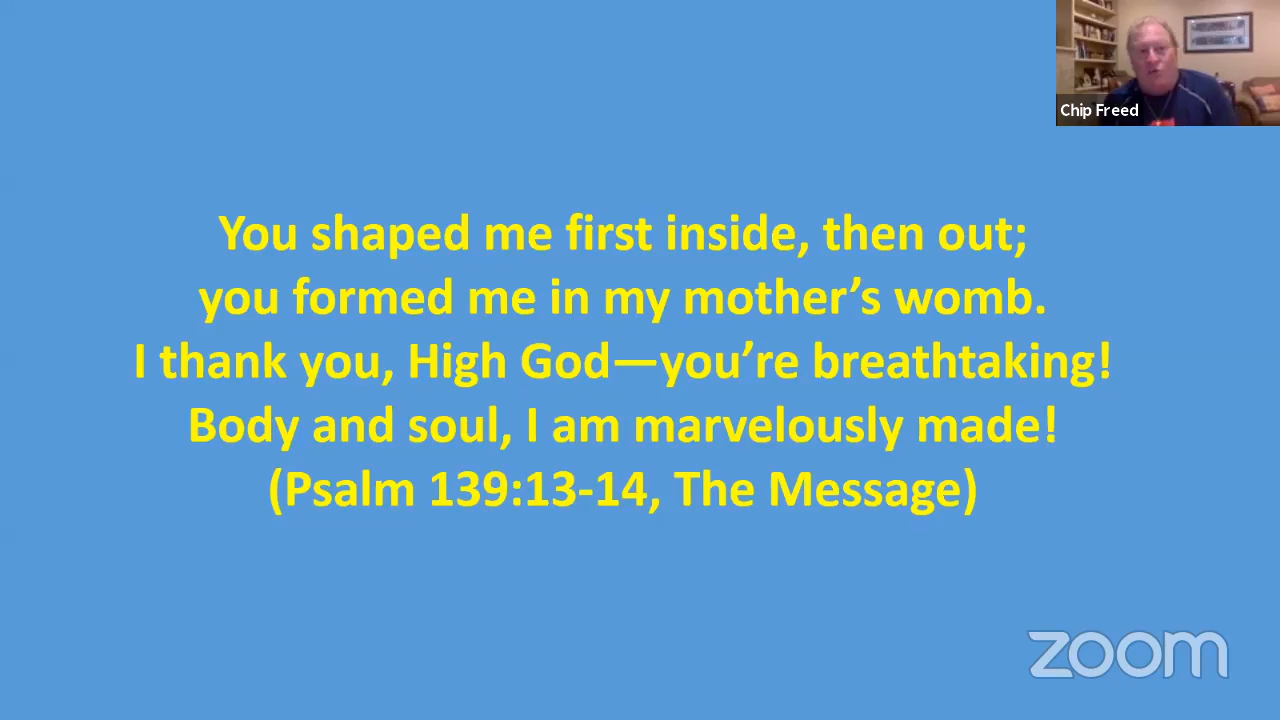 Chip Freed
You shaped me first inside, then out;
you formed me in my mother’s womb.
I thank you, High God—you’re breathtaking!
Body and soul, I am marvelously made!
(Psalm 139:13-14, The Message)
zoom